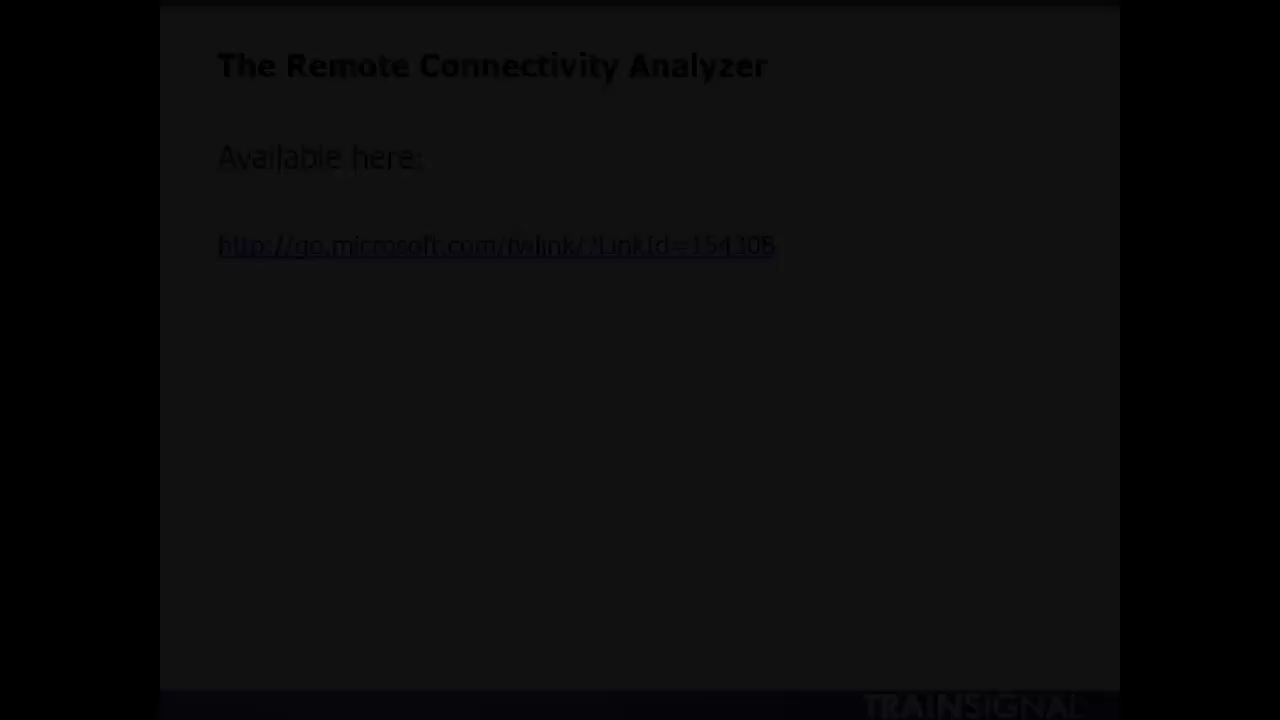 The Remote Connectivity Analyzer
Available here:
http://go.microsoft.com/fwlink/?LinkId=154308
TRAINSIGNAL